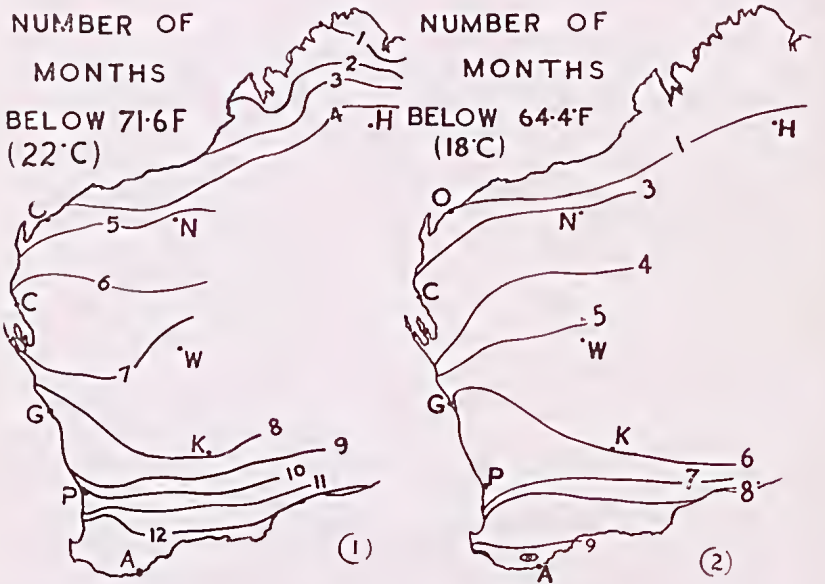 NUMBER OF
MONTHS
BELOW 71·6F
(22°C)
1
2
3
4
.H
O
5
·N
6
C
7
·W
G
8
K.
9
10
11
P
12
A
(1)
NUMBER OF
MONTHS
BELOW 64·4°F
(18°C)
1
·H
O
3
N·
4
C
5
·W
G
K
6
P
7
8
9
A
(2)